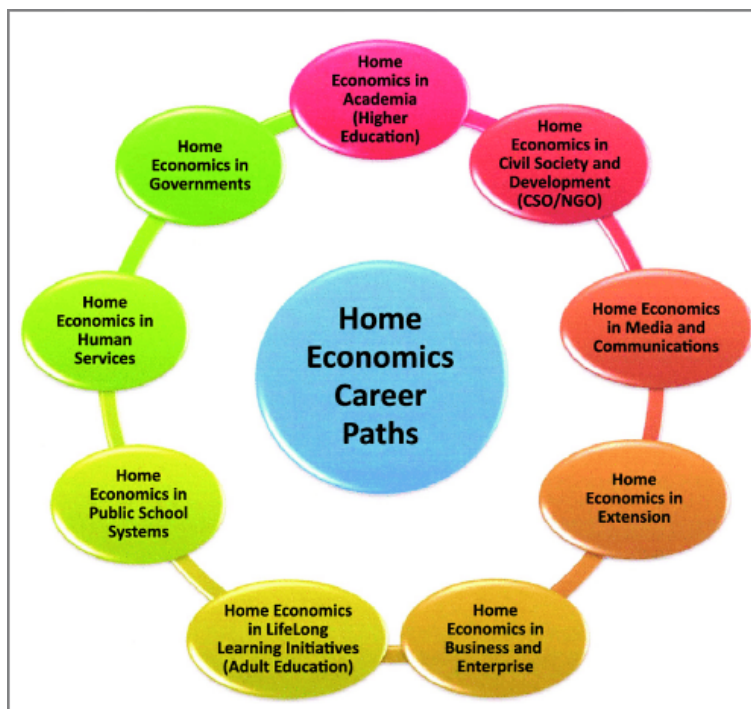 Home
Economics in
Academia
(Higher
Education)
Home
Economics in
Civil Society and
Development
(CSO/NGO)
Home Economics
in Media and
Communications
Home
Economics in
Extension
Home
Economics in
Business and
Enterprise
Home Economics
in LifeLong
Learning Initiatives
(Adult Education)
Home
Economics in
Public School
Systems
Home
Economics in
Human
Services
Home
Economics in
Governments
Home
Economics
Career
Paths